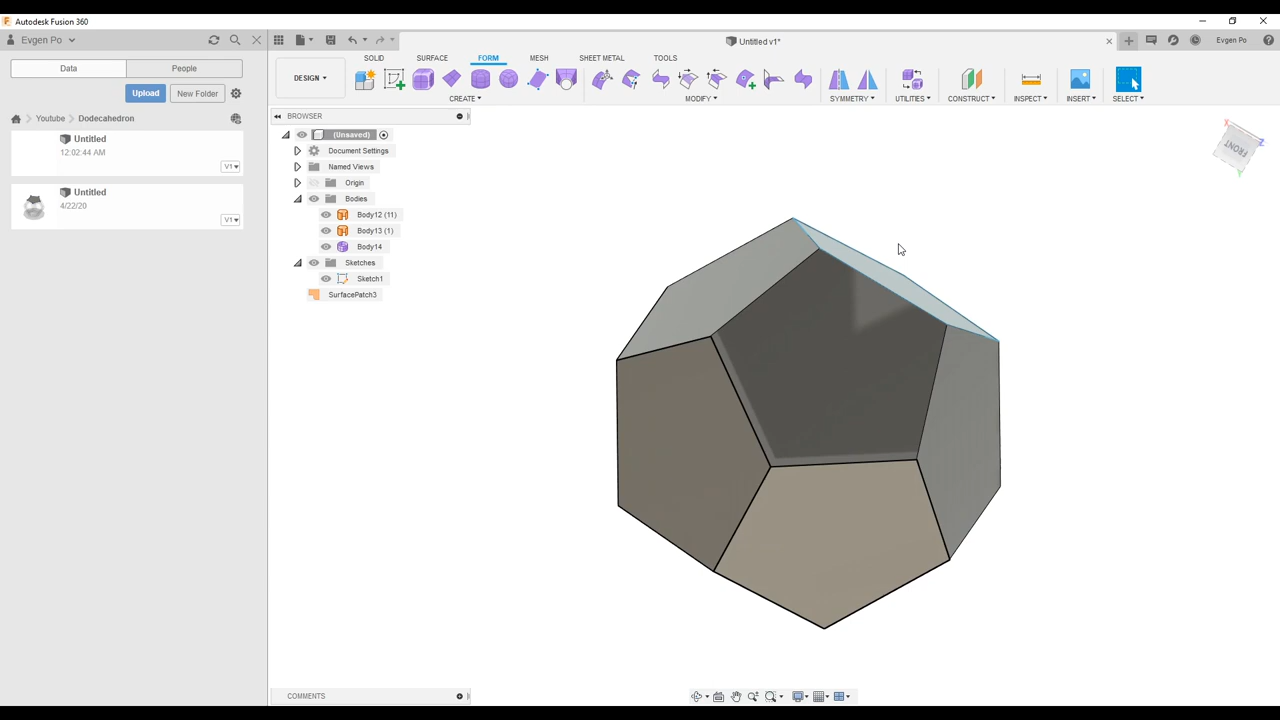 Autodesk Fusion 360
Evgen Po
Untitled v1*
Evgen Po
Data
People
Upload
New Folder
Youtube
Dodecahedron
Untitled
12:02:44 AM
V1
Untitled
4/22/20
V1
SOLID
SURFACE
FORM
MESH
SHEET METAL
TOOLS
DESIGN
CREATE
MODIFY
SYMMETRY
UTILITIES
CONSTRUCT
INSPECT
INSERT
SELECT
BROWSER
(Unsaved)
Document Settings
Named Views
Origin
Bodies
Body12 (11)
Body13 (1)
Body14
Sketches
Sketch1
SurfacePatch3
FRONT
X
Z
Y
COMMENTS